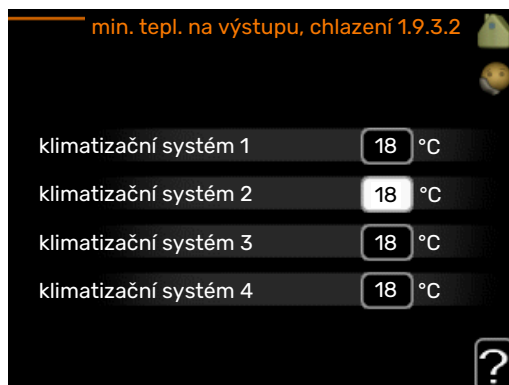 min. tepl. na výstupu, chlazení 1.9.3.2
klimatizační systém 1 18 °C
klimatizační systém 2 18 °C
klimatizační systém 3 18 °C
klimatizační systém 4 18 °C
?